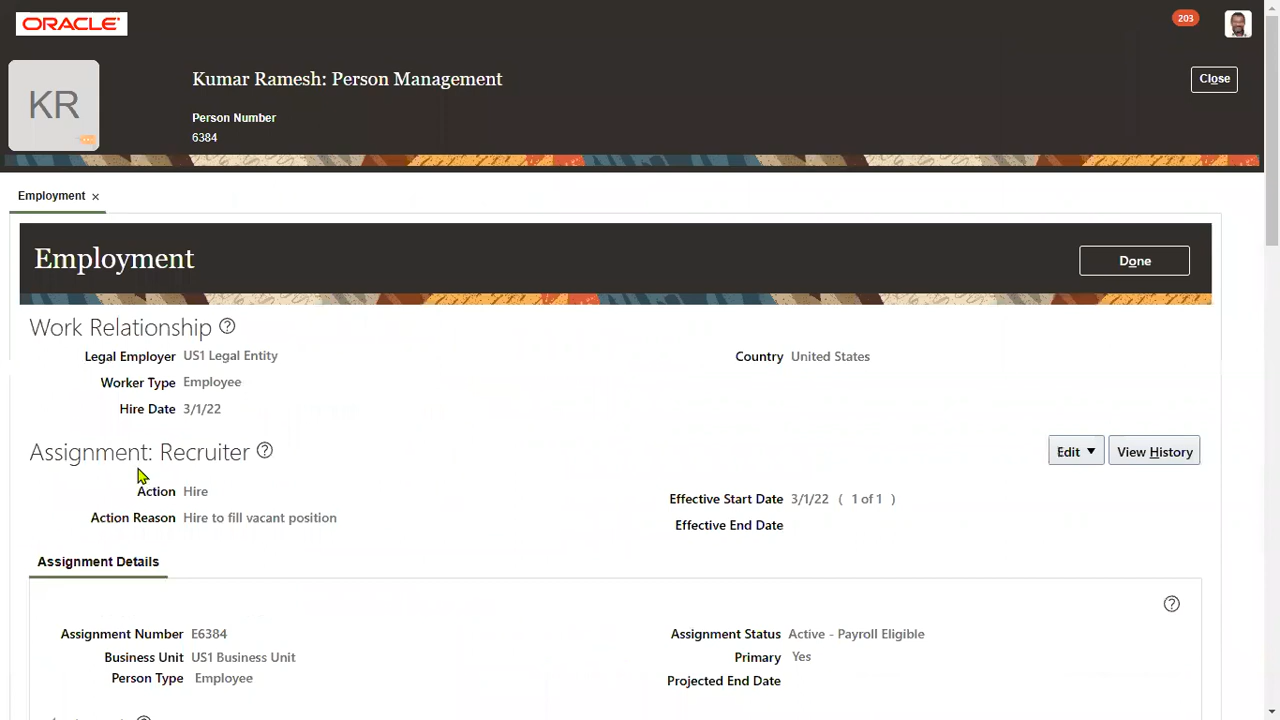 ORACLE
203
KR
Kumar Ramesh: Person Management
Close
Person Number
6384
Employment ×
Employment
Done
Work Relationship ?
Legal Employer US1 Legal Entity
Country United States
Worker Type Employee
Hire Date 3/1/22
Assignment: Recruiter ?
Edit ▼ View History
Action Hire
Effective Start Date 3/1/22 ( 1 of 1 )
Action Reason Hire to fill vacant position
Effective End Date
Assignment Details
?
Assignment Number E6384
Assignment Status Active - Payroll Eligible
Business Unit US1 Business Unit
Primary Yes
Person Type Employee
Projected End Date